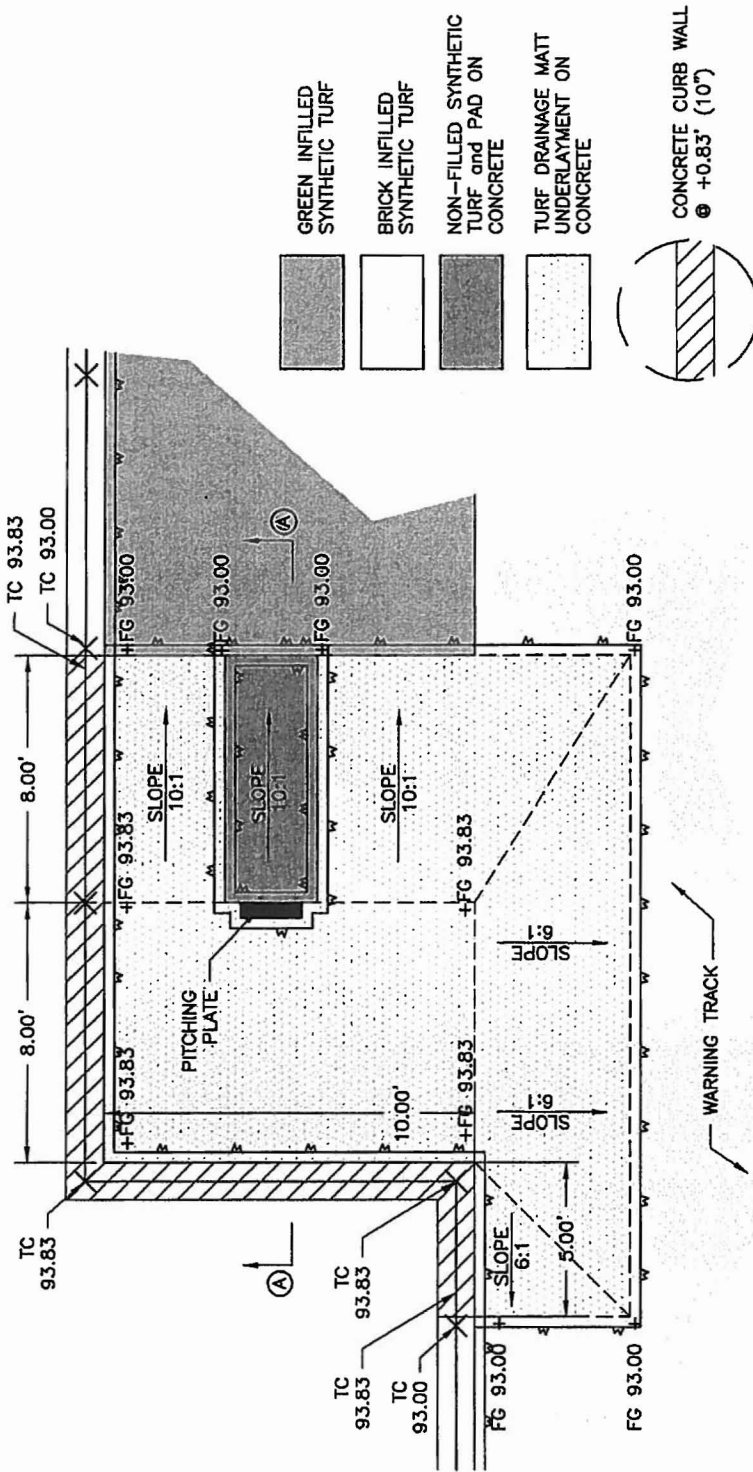 TC 93.83
TC 93.00
8.00'
8.00'
TC
93.83
+FG 93.83
+FG 93.83
+FG 93.00
SLOPE
10:1
+FG 93.00
SLOPE
10:1
A
+FG 93.00
PITCHING
PLATE
SLOPE
10:1
10.00'
+FG 93.83
+FG 93.83
A
TC
93.83
TC
93.83
TC
93.00
SLOPE
6:1
5.00'
SLOPE
6:1
SLOPE
6:1
FG 93.00
FG 93.00
+FG 93.00
WARNING TRACK
GREEN INFILLED
SYNTHETIC TURF
BRICK INFILLED
SYNTHETIC TURF
NON-FILLED SYNTHETIC
TURF and PAD ON
CONCRETE
TURF DRAINAGE MATT
UNDERLAYMENT ON
CONCRETE
CONCRETE CURB WALL
@ +0.83' (10")